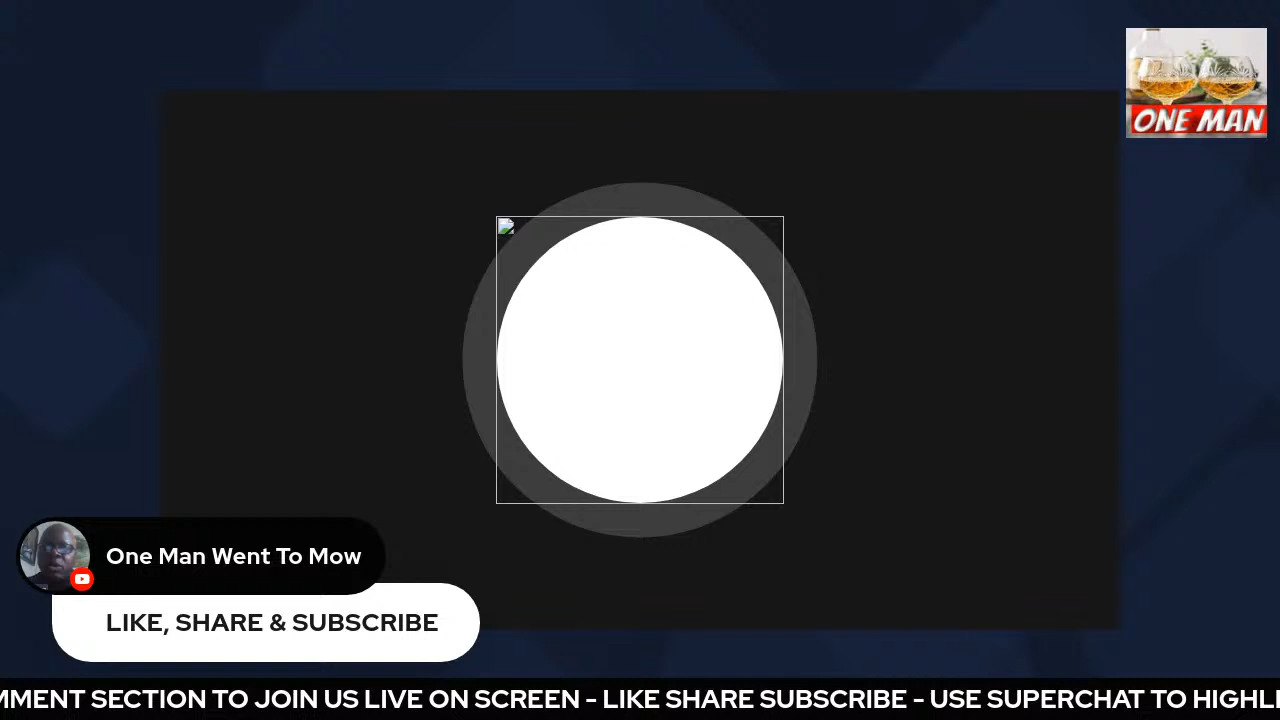 ONE MAN
One Man Went To Mow
LIKE, SHARE & SUBSCRIBE
MMENT SECTION TO JOIN US LIVE ON SCREEN - LIKE SHARE SUBSCRIBE - USE SUPERCHAT TO HIGHLI